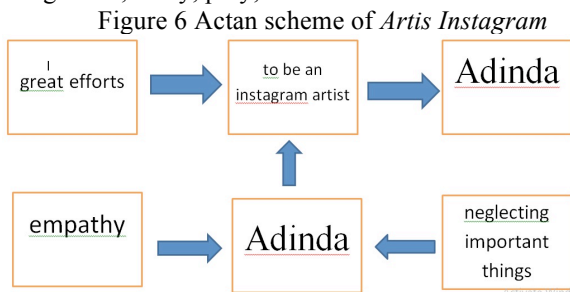 Figure 6 Actan scheme of Artis Instagram
great efforts
to be an
instagram artist
Adinda
empathy
Adinda
neglecting
important
things